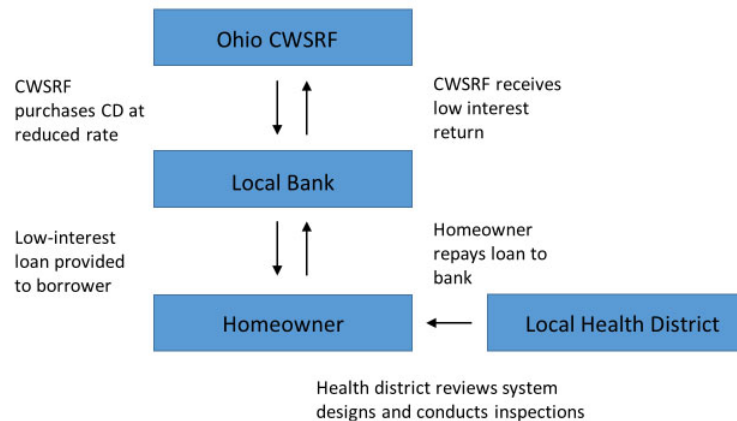 Ohio CWSRF
CWSRF
purchases CD at
reduced rate
CWSRF receives
low interest
return
Local Bank
Low-interest
loan provided
to borrower
Homeowner
repays loan to
bank
Homeowner
Local Health District
Health district reviews system
designs and conducts inspections